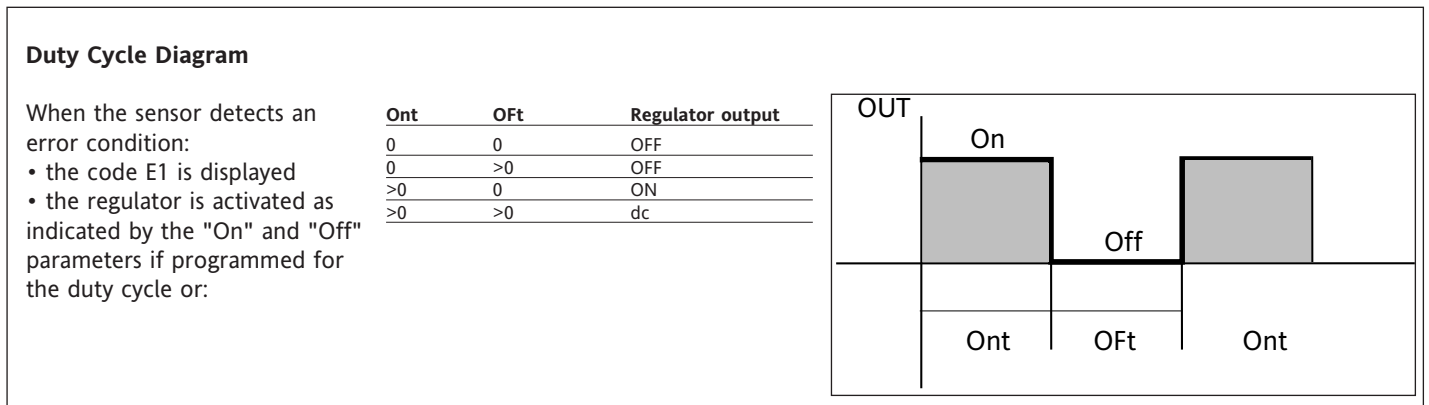 Duty Cycle Diagram
When the sensor detects an
error condition:
• the code E1 is displayed
• the regulator is activated as
indicated by the "On" and "Off"
parameters if programmed for
the duty cycle or:
Ont OFt Regulator output
0 0 OFF
0 >0 OFF
>0 0 ON
>0 >0 dc
OUT
On
Off
Ont OFt Ont